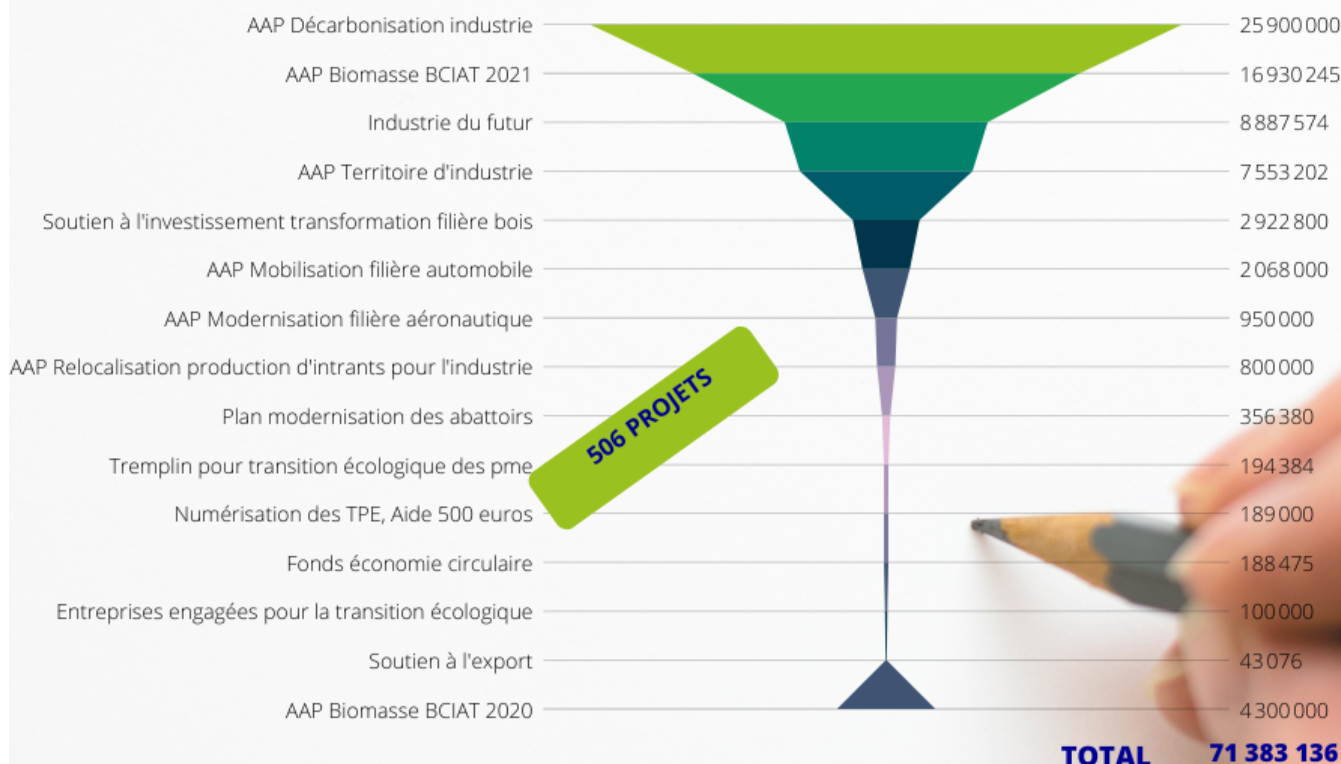 AAP Décarbonisation industrie 25 900 000
AAP Biomasse BCIAT 2021 16 930 245
Industrie du futur 8 887 574
AAP Territoire d'industrie 7 553 202
Soutien à l'investissement transformation filière bois 2 922 800
AAP Mobilisation filière automobile 2 068 000
AAP Modernisation filière aéronautique 950 000
AAP Relocalisation production d'intrants pour l'industrie 800 000
Plan modernisation des abattoirs 356 380
Tremplin pour transition écologique des pme 194 384
Numérisation des TPE, Aide 500 euros 189 000
Fonds économie circulaire 188 475
Entreprises engagées pour la transition écologique 100 000
Soutien à l'export 43 076
AAP Biomasse BCIAT 2020 4 300 000
506 PROJETS
TOTAL 71 383 136